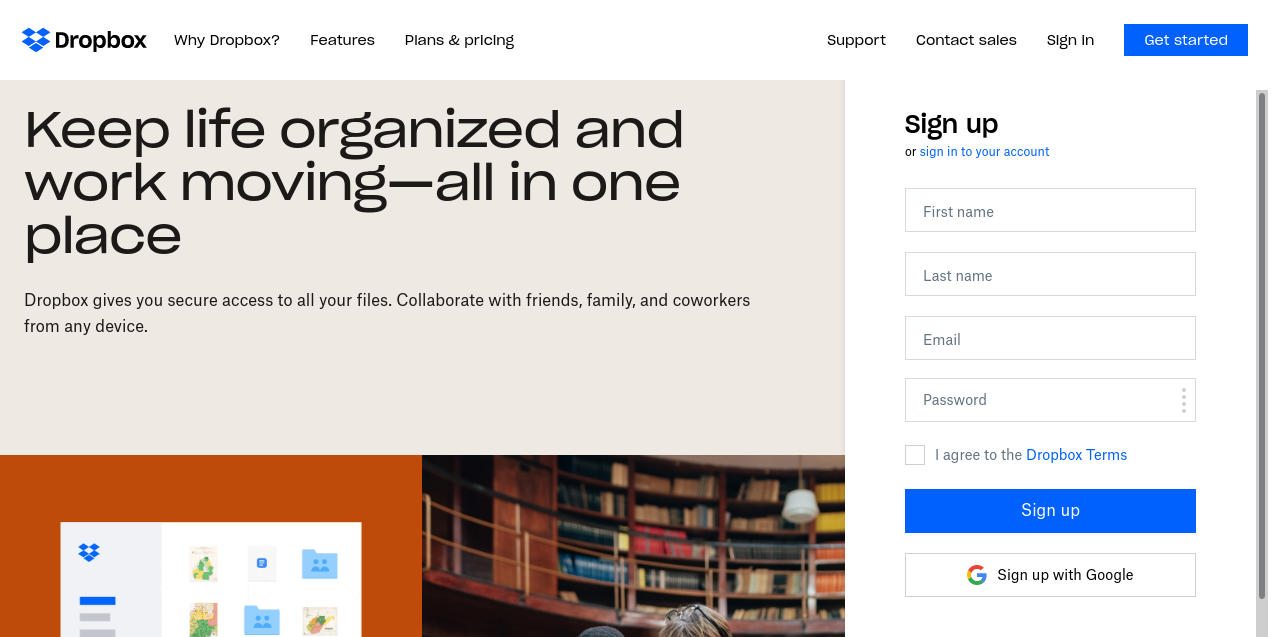 Dropbox
Why Dropbox?
Features
Plans & pricing
Support
Contact sales
Sign in
Get started
Keep life organized and
work moving—all in one
place
Dropbox gives you secure access to all your files. Collaborate with friends, family, and coworkers
from any device.
Sign up
or sign in to your account
First name
Last name
Email
Password
I agree to the Dropbox Terms
Sign up
Sign up with Google